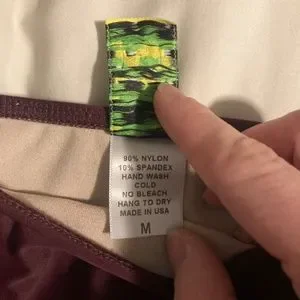 90% NYLON
10% SPANDEX
HAND WASH
COLD
NO BLEACH
HANG TO DRY
MADE IN USA
M